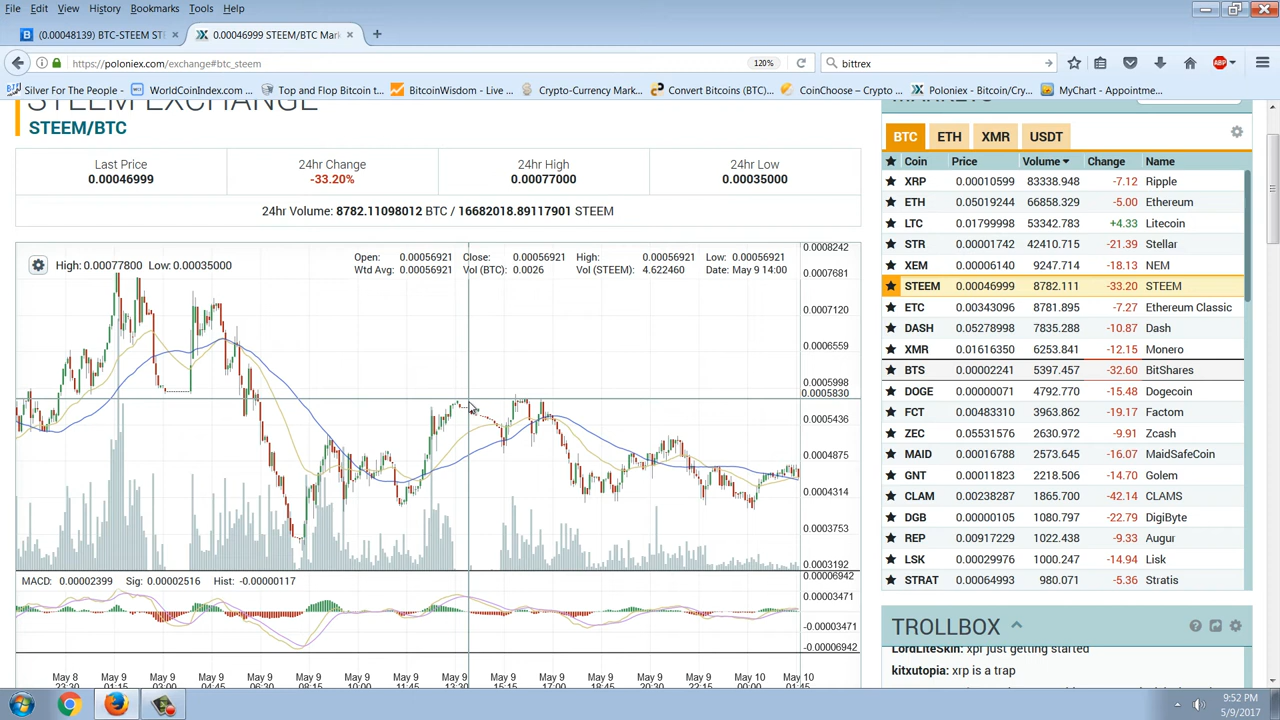 File Edit View History Bookmarks Tools Help
(0.00048139) BTC-STEEM ST
0.00046999 STEEM/BTC Mar
https://poloniex.com/exchange#btc_steem
120%
bittrex
ABP
Silver For The People - WorldCoinIndex.com - Top and Flop Bitcoin t... BitcoinWisdom - Live ... Crypto-Currency Mark... Convert Bitcoins (BTC)... CoinChoose – Crypto ... Poloniex - Bitcoin/Cry... MyChart - Appointme...
STEEM EXCHANGE
STEEM/BTC
Last Price
0.00046999
24hr Change
-33.20%
24hr High
0.00077000
24hr Low
0.00035000
24hr Volume: 8782.11098012 BTC / 16682018.89117901 STEEM
High: 0.00077800 Low: 0.00035000
Open: 0.00056921 Close: 0.00056921 High: 0.00056921 Low: 0.00056921
Wtd Avg: 0.00056921 Vol (BTC): 0.0026 Vol (STEEM): 4.622460 Date: May 9 14:00
0.0008242
0.0007681
0.0007120
0.0006559
0.0005998
0.0005830
0.0005436
0.0004875
0.0004314
0.0003753
0.0003192
MACD: 0.00002399 Sig: 0.00002516 Hist: -0.00000117
0.00006942
0.00003471
-0.00003471
-0.00006942
May 8 May 9 May 9 May 9 May 9 May 9 May 9 May 9 May 9 May 9 May 9 May 9 May 9 May 9 May 9 May 10 May 10
MARKETS
BTC ETH XMR USDT
Coin Price Volume Change Name
XRP 0.00010599 83338.948 -7.12 Ripple
ETH 0.05019244 66858.329 -5.00 Ethereum
LTC 0.01799998 53342.783 +4.33 Litecoin
STR 0.00001742 42410.715 -21.39 Stellar
XEM 0.00006140 9247.714 -18.13 NEM
STEEM 0.00046999 8782.111 -33.20 STEEM
ETC 0.00343096 8781.895 -7.27 Ethereum Classic
DASH 0.05278998 7835.288 -10.87 Dash
XMR 0.01616350 6253.841 -12.15 Monero
BTS 0.00002241 5397.457 -32.60 BitShares
DOGE 0.00000071 4792.770 -15.48 Dogecoin
FCT 0.00483310 3963.862 -19.17 Factom
ZEC 0.05531576 2630.972 -9.91 Zcash
MAID 0.00016788 2573.645 -16.07 MaidSafeCoin
GNT 0.00011823 2218.506 -14.70 Golem
CLAM 0.00238287 1865.700 -42.14 CLAMS
DGB 0.00000105 1080.797 -22.79 DigiByte
REP 0.00917229 1022.438 -9.33 Augur
LSK 0.00029976 1000.247 -14.94 Lisk
STRAT 0.00064993 980.071 -5.36 Stratis
TROLLBOX
LordLiteSkin: xpr just getting started
kitxutopia: xrp is a trap
9:52 PM
5/9/2017